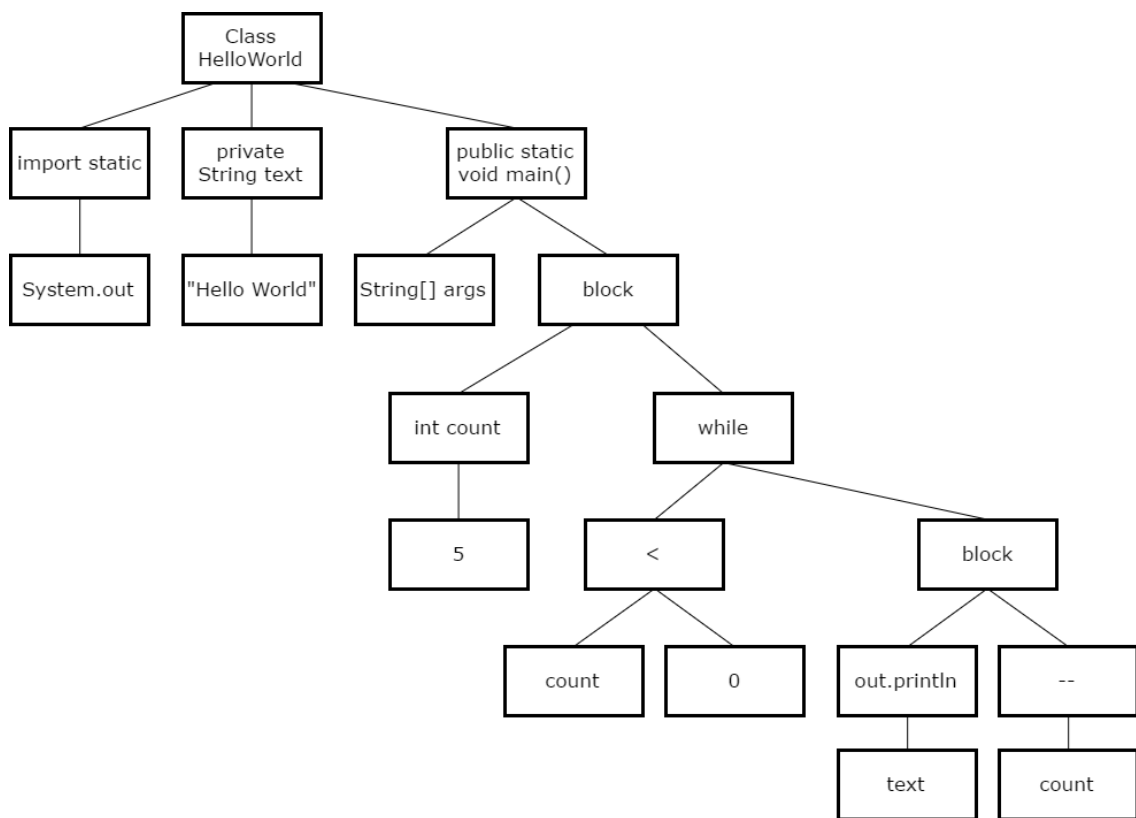 Class
HelloWorld
import static
private
String text
public static
void main()
System.out
"Hello World"
String[] args
block
int count
while
5
<
block
count
0
out.println
--
text
count